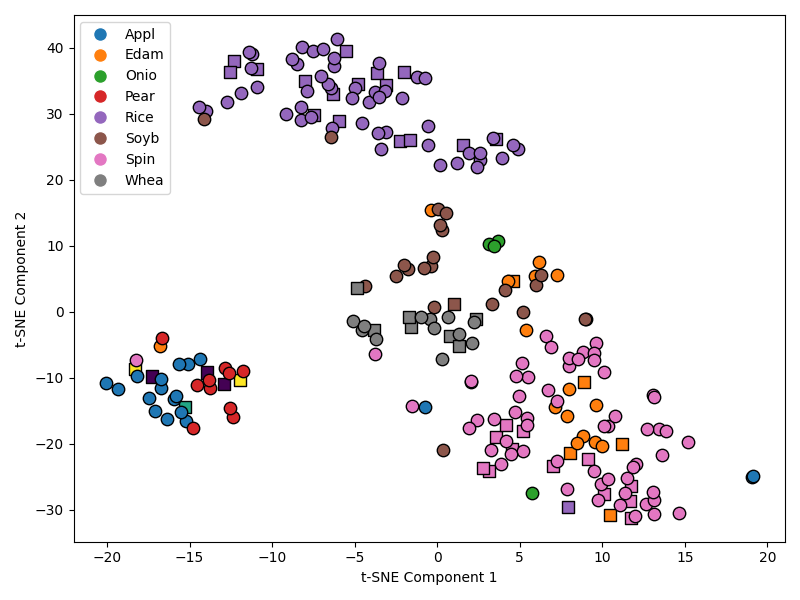 Appl
Edam
Onio
Pear
Rice
Soyb
Spin
Whea
40
30
20
10
0
−10
−20
−30
t-SNE Component 2
−20 −15 −10 −5 0 5 10 15 20
t-SNE Component 1